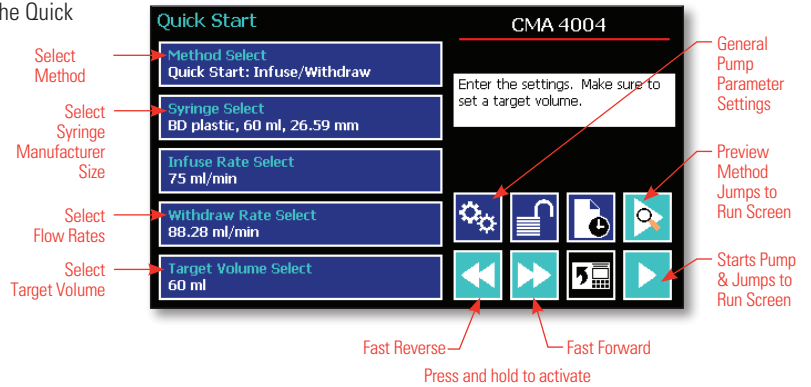 he Quick
Quick Start
CMA 4004
Method Select
Quick Start: Infuse/Withdraw
Syringe Select
BD plastic, 60 ml, 26.59 mm
Infuse Rate Select
75 ml/min
Withdraw Rate Select
88.28 ml/min
Target Volume Select
60 ml
Enter the settings. Make sure to
set a target volume.
Select
Method
Select
Syringe
Manufacturer
Size
Select
Flow Rates
Select
Target Volume
General
Pump
Parameter
Settings
Preview
Method
Jumps to
Run Screen
Starts Pump
& Jumps to
Run Screen
Fast Reverse
Fast Forward
Press and hold to activate